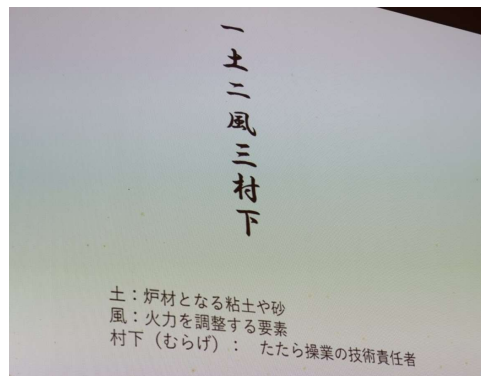 一土二風三村下
土：炉材となる粘土や砂
風：火力を調整する要素
村下（むらげ）： たたら操業の技術責任者